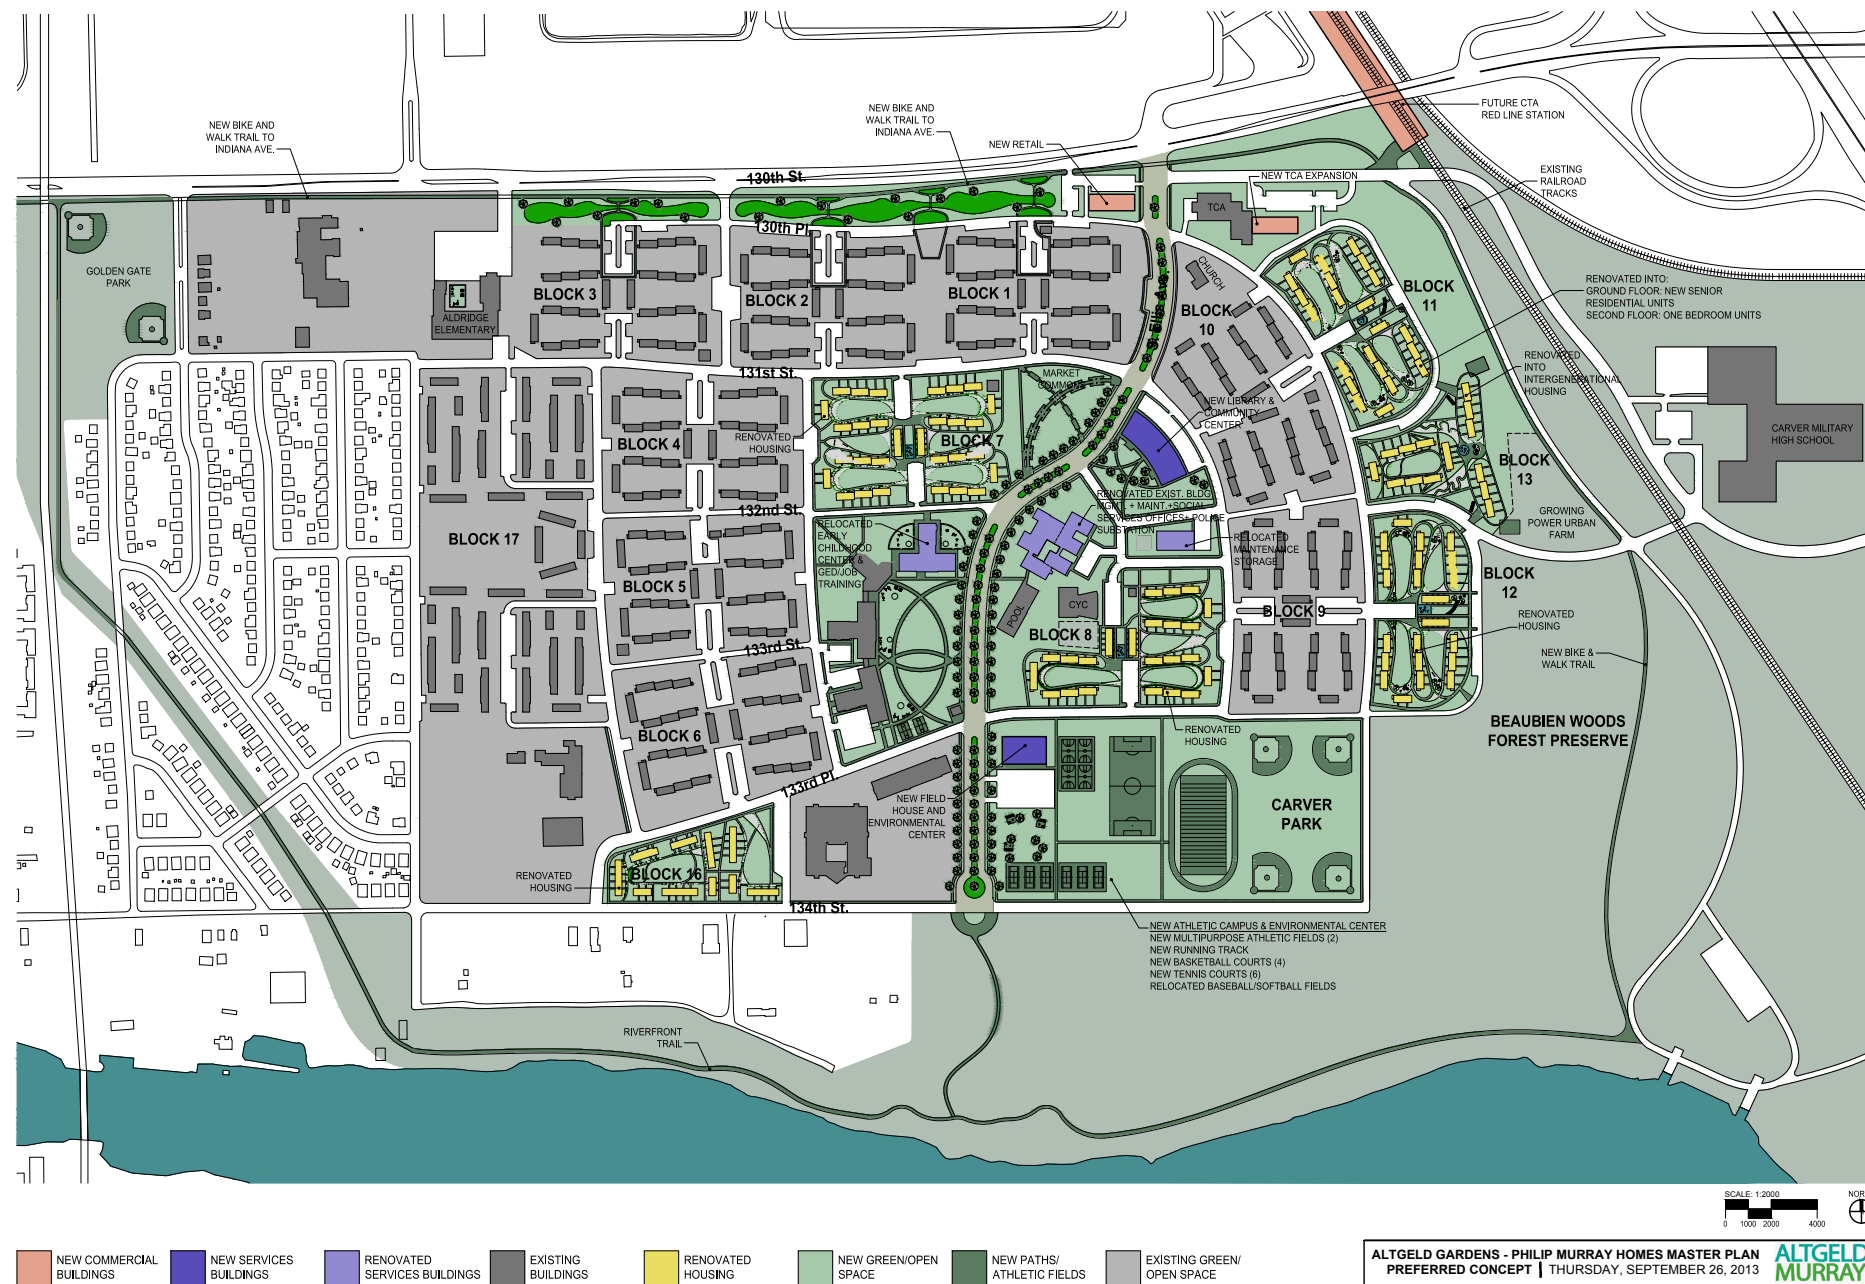 FUTURE CTA
RED LINE STATION
NEW BIKE AND
WALK TRAIL TO
INDIANA AVE.
NEW BIKE AND
WALK TRAIL TO
INDIANA AVE.
NEW RETAIL
EXISTING
RAILROAD
TRACKS
130th St.
NEW TCA EXPANSION
TCA
130th Pl.
GOLDEN GATE
PARK
CHURCH
S. Ellis
RENOVATED INTO:
GROUND FLOOR: NEW SENIOR
RESIDENTIAL UNITS
SECOND FLOOR: ONE BEDROOM UNITS
BLOCK 3
BLOCK 2
BLOCK 1
BLOCK
10
BLOCK
11
ALDRIDGE
ELEMENTARY
RENOVATED
INTO
INTERGENERATIONAL
HOUSING
131st St.
MARKET
COMMONS
NEW LIBRARY &
COMMUNITY
CENTER
CARVER MILITARY
HIGH SCHOOL
BLOCK 4
RENOVATED
HOUSING
BLOCK 7
BLOCK
13
RENOVATED EXIST. BLDG
MGMT. + MAINT.+SOCIAL
SERVICES OFFICES+ POLICE
SUBSTATION
132nd St.
GROWING
POWER URBAN
FARM
BLOCK 17
RELOCATED
EARLY
CHILDHOOD
CENTER &
GED/JOB
TRAINING
RELOCATED
MAINTENANCE
STORAGE
BLOCK 5
BLOCK
12
POOL
CYC
BLOCK 8
BLOCK 9
RENOVATED
HOUSING
133rd St.
NEW BIKE &
WALK TRAIL
BLOCK 6
RENOVATED
HOUSING
BEAUBIEN WOODS
FOREST PRESERVE
133rd Pl.
NEW FIELD
HOUSE AND
ENVIRONMENTAL
CENTER
CARVER
PARK
RENOVATED
HOUSING
BLOCK 16
134th St.
NEW ATHLETIC CAMPUS & ENVIRONMENTAL CENTER
NEW MULTIPURPOSE ATHLETIC FIELDS (2)
NEW RUNNING TRACK
NEW BASKETBALL COURTS (4)
NEW TENNIS COURTS (6)
RELOCATED BASEBALL/SOFTBALL FIELDS
RIVERFRONT
TRAIL
SCALE: 1:2000
0 1000 2000 4000
NEW COMMERCIAL
BUILDINGS
NEW SERVICES
BUILDINGS
RENOVATED
SERVICES BUILDINGS
EXISTING
BUILDINGS
RENOVATED
HOUSING
NEW GREEN/OPEN
SPACE
NEW PATHS/
ATHLETIC FIELDS
EXISTING GREEN/
OPEN SPACE
ALTGELD GARDENS - PHILIP MURRAY HOMES MASTER PLAN
PREFERRED CONCEPT | THURSDAY, SEPTEMBER 26, 2013
ALTGELD
MURRAY